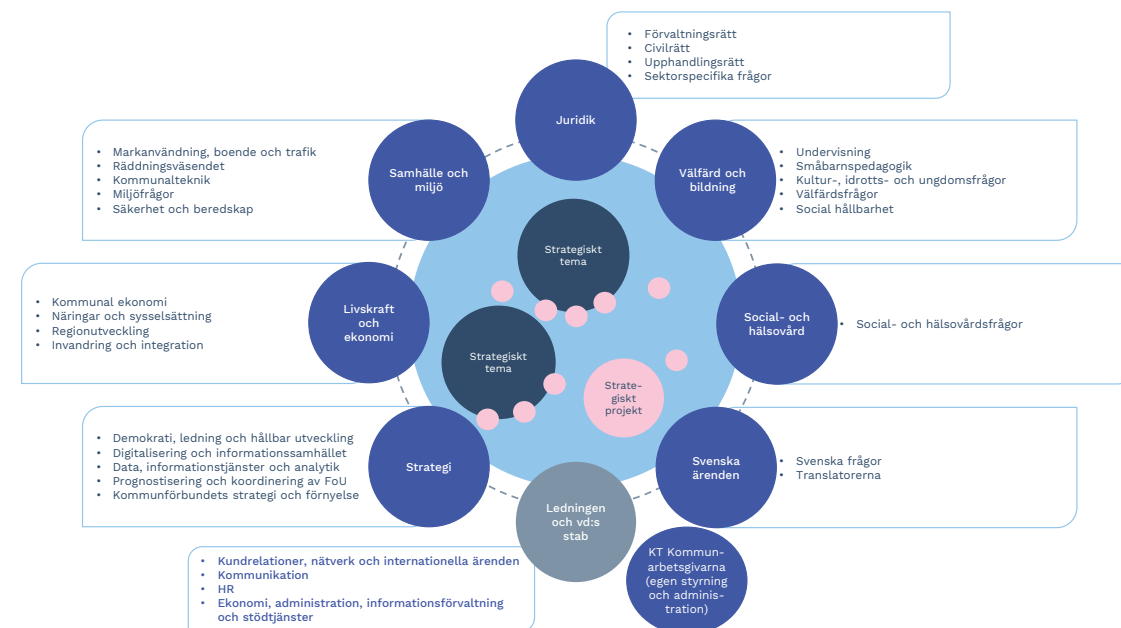 • Förvaltningsrätt
• Civilrätt
• Upphandlingsrätt
• Sektorspecifika frågor
Juridik
• Markanvändning, boende och trafik
• Räddningsväsendet
• Kommunalteknik
• Miljöfrågor
• Säkerhet och beredskap
Samhälle och
miljö
Välfärd och
bildning
• Undervisning
• Småbarnspedagogik
• Kultur-, idrotts- och ungdomsfrågor
• Välfärdsfrågor
• Social hållbarhet
Strategiskt
tema
• Kommunal ekonomi
• Näringar och sysselsättning
• Regionutveckling
• Invandring och integration
Livskraft
och
ekonomi
Strategiskt
tema
Social- och
hälsovård
• Social- och hälsovårdsfrågor
Strate-
giskt
projekt
• Demokrati, ledning och hållbar utveckling
• Digitalisering och informationssamhället
• Data, informationstjänster och analytik
• Prognostisering och koordinering av FoU
• Kommunförbundets strategi och förnyelse
Strategi
Svenska
ärenden
• Svenska frågor
• Translatorerna
Ledningen
och vd:s
stab
• Kundrelationer, nätverk och internationella ärenden
• Kommunikation
• HR
• Ekonomi, administration, informationsförvaltning
och stödtjänster
KT Kommun-
arbetsgivarna
(egen styrning
och adminis-
tration)